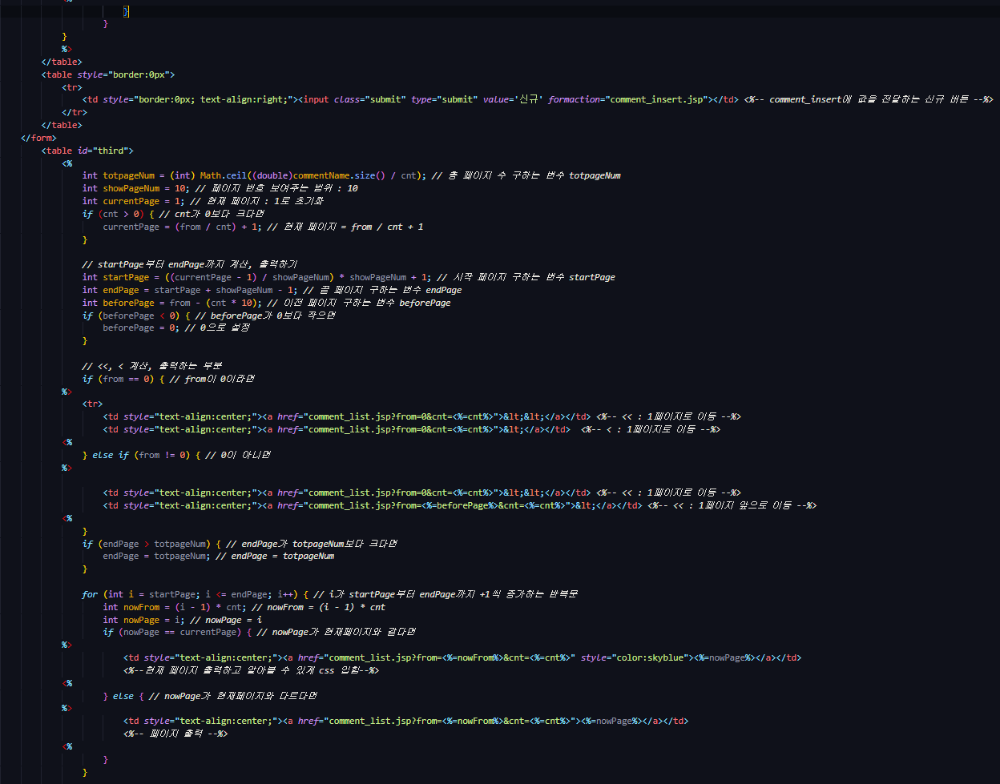 }
}
}
%>
</table>
<table style="border:0px">
<tr>
<td style="border:0px; text-align:right;"><input class="submit" type="submit" value='신규' formaction="comment_insert.jsp"></td> <%-- comment_insert에 값을 전달하는 신규 버튼 --%>
</tr>
</table>
</form>
<table id="third">
<%
int totpageNum = (int) Math.ceil((double)commentName.size() / cnt); // 총 페이지 수 구하는 변수 totpageNum
int showPageNum = 10; // 페이지 번호 보여주는 범위 : 10
int currentPage = 1; // 현재 페이지 : 1로 초기화
if (cnt > 0) { // cnt가 0보다 크다면
currentPage = (from / cnt) + 1; // 현재 페이지 = from / cnt + 1
}
// startPage부터 endPage까지 계산, 출력하기
int startPage = ((currentPage - 1) / showPageNum) * showPageNum + 1; // 시작 페이지 구하는 변수 startPage
int endPage = startPage + showPageNum - 1; // 끝 페이지 구하는 변수 endPage
int beforePage = from - (cnt * 10); // 이전 페이지 구하는 변수 beforePage
if (beforePage < 0) { // beforePage가 0보다 작으면
beforePage = 0; // 0으로 설정
}
// <<, < 계산, 출력하는 부분
if (from == 0) { // from이 0이라면
%>
<tr>
<td style="text-align:center;"><a href="comment_list.jsp?from=0&cnt=<%=cnt%>">&lt;&lt;</a></td> <%-- << : 1페이지로 이동 --%>
<td style="text-align:center;"><a href="comment_list.jsp?from=0&cnt=<%=cnt%>">&lt;</a></td>  <%-- < : 1페이지로 이동 --%>
<%
} else if (from != 0) { // 0이 아니면
%>
<td style="text-align:center;"><a href="comment_list.jsp?from=0&cnt=<%=cnt%>">&lt;&lt;</a></td> <%-- << : 1페이지로 이동 --%>
<td style="text-align:center;"><a href="comment_list.jsp?from=<%=beforePage%>&cnt=<%=cnt%>">&lt;</a></td> <%-- << : 1페이지 앞으로 이동 --%>
<%
}
if (endPage > totpageNum) { // endPage가 totpageNum보다 크다면
endPage = totpageNum; // endPage = totpageNum
}
for (int i = startPage; i <= endPage; i++) { // i가 startPage부터 endPage까지 +1씩 증가하는 반복문
int nowFrom = (i - 1) * cnt; // nowFrom = (i - 1) * cnt
int nowPage = i; // nowPage = i
if (nowPage == currentPage) { // nowPage가 현재페이지와 같다면
%>
<td style="text-align:center;"><a href="comment_list.jsp?from=<%=nowFrom%>&cnt=<%=cnt%>" style="color:skyblue"><%=nowPage%></a></td>
<%--현재 페이지 출력하고 알아볼 수 있게 css 입힘--%>
<%
} else { // nowPage가 현재페이지와 다르다면
%>
<td style="text-align:center;"><a href="comment_list.jsp?from=<%=nowFrom%>&cnt=<%=cnt%>"><%=nowPage%></a></td>
<%-- 페이지 출력 --%>
<%
}
}